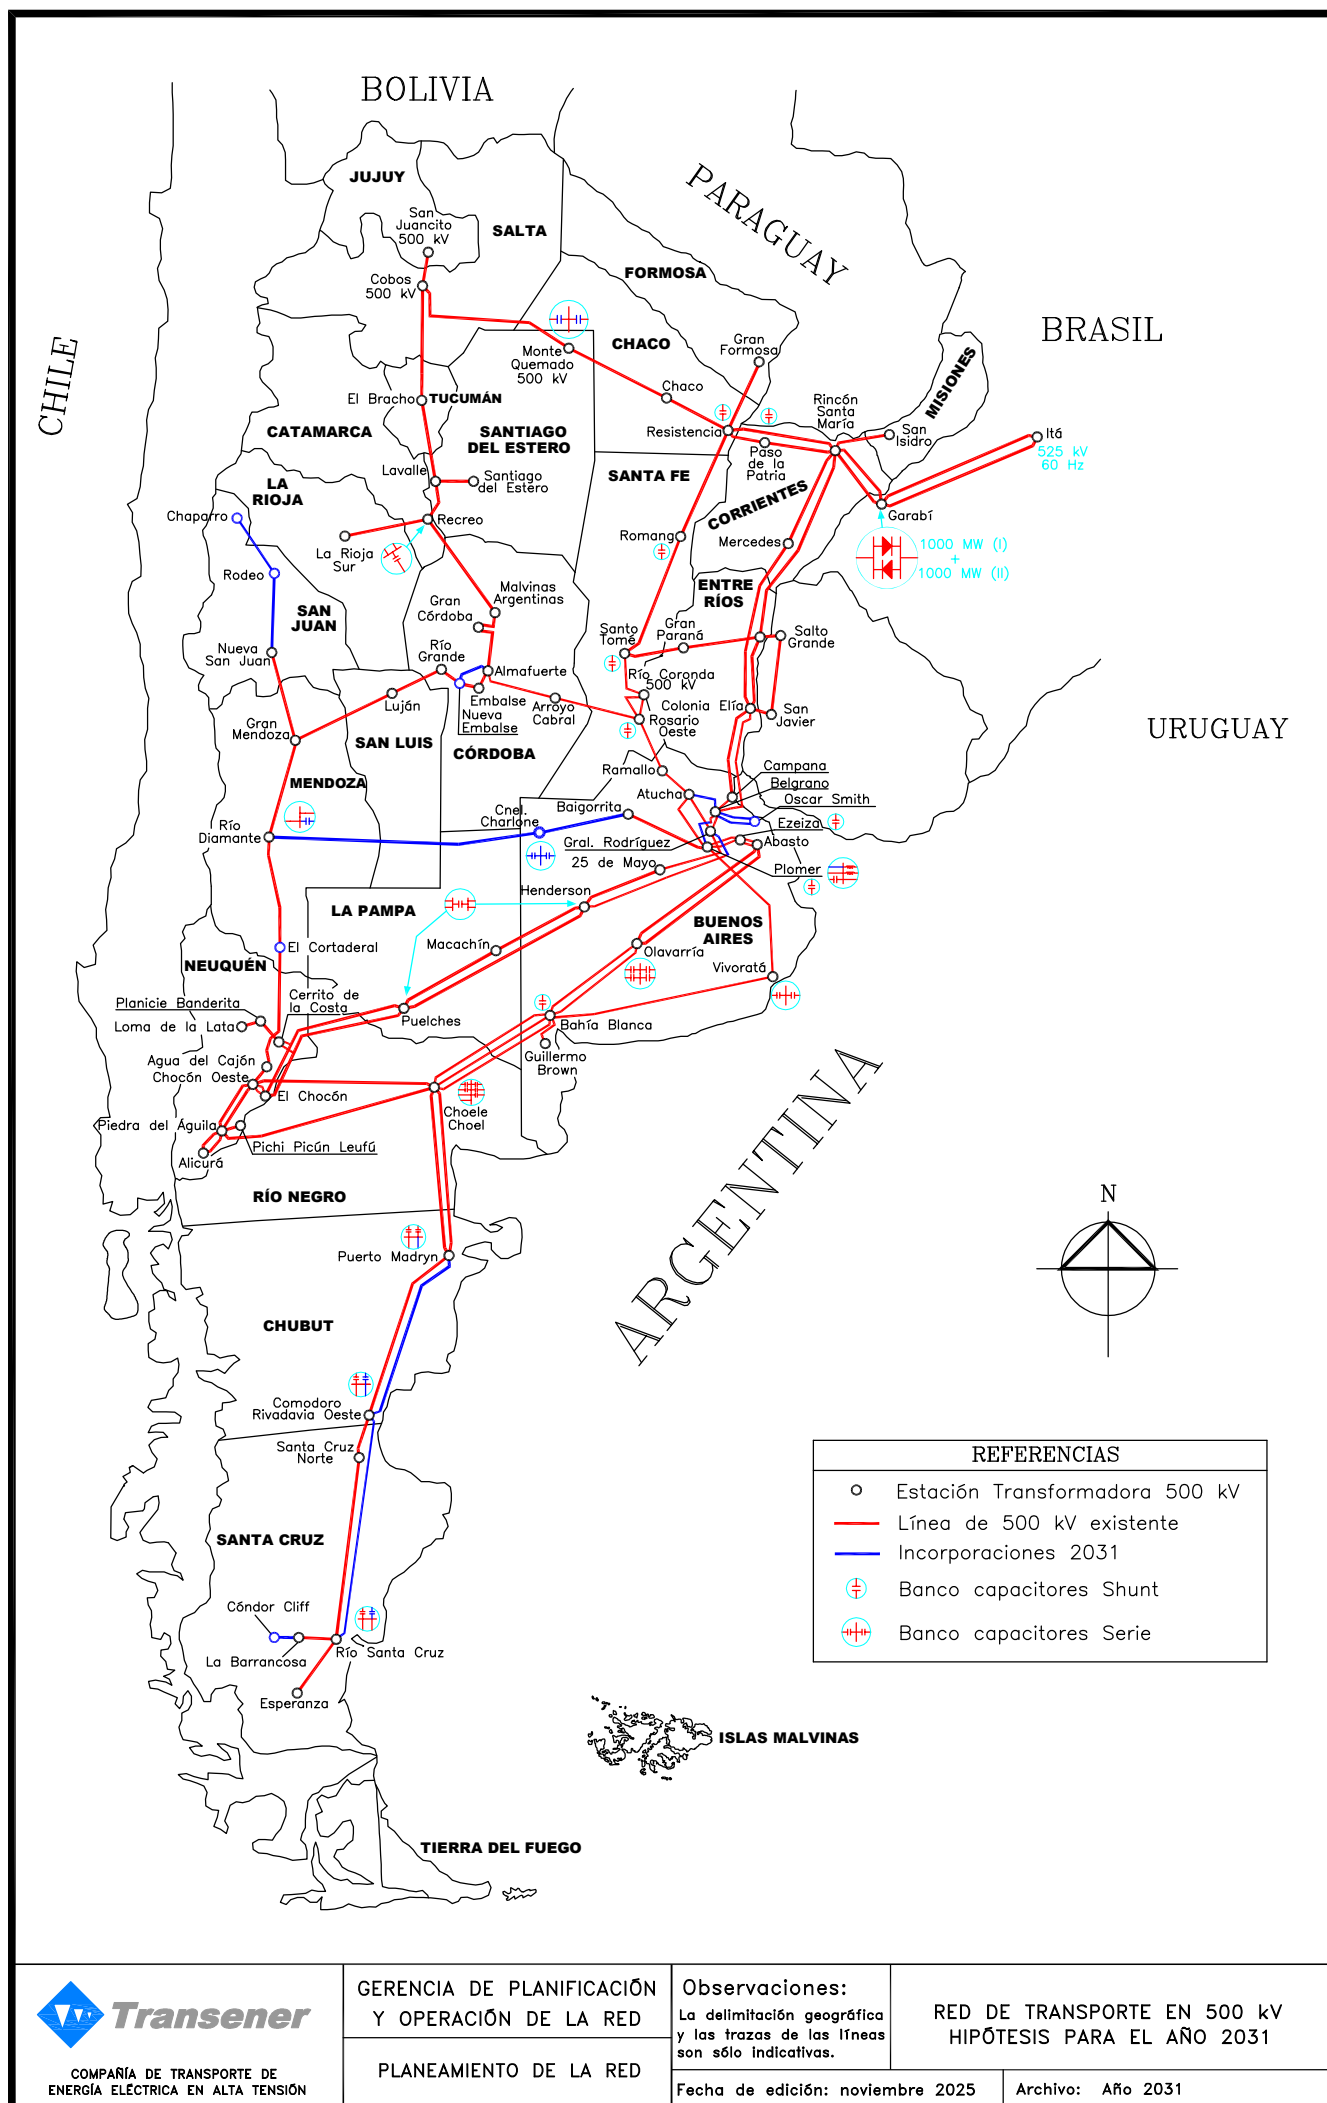 BOLIVIA
PARAGUAY
BRASIL
CHILE
URUGUAY
ARGENTINA
JUJUY
SALTA
FORMOSA
CHACO
MISIONES
TUCUMÁN
CATAMARCA
SANTIAGO
DEL ESTERO
SANTA FE
CORRIENTES
LA
RIOJA
SAN
JUAN
ENTRE
RÍOS
SAN LUIS
CÓRDOBA
MENDOZA
LA PAMPA
BUENOS
AIRES
NEUQUÉN
RÍO NEGRO
CHUBUT
SANTA CRUZ
ISLAS MALVINAS
TIERRA DEL FUEGO
San
Juancito
500 kV
Cobos
500 kV
Monte
Quemado
500 kV
Gran
Formosa
Chaco
El Bracho
Resistencia
Rincón
Santa
María
San
Isidro
Itá
525 kV
60 Hz
Paso
de la
Patria
Lavalle
Santiago
del Estero
Garabí
1000 MW (I)
+
1000 MW (II)
Chaparro
Recreo
La Rioja
Sur
Romang
Mercedes
Rodeo
Malvinas
Argentinas
Gran
Córdoba
Nueva
San Juan
Río
Grande
Almafuerte
Santo
Tomé
Gran
Paraná
Salto
Grande
Luján
Embalse
Nueva
Embalse
Arroyo
Cabral
Río Coronda
500 kV
Colonia
Rosario
Oeste
Elía
San
Javier
Gran
Mendoza
Ramallo
Campana
Belgrano
Atucha
Oscar Smith
Cnel.
Charlone
Baigorrita
Río
Diamante
Ezeiza
Gral. Rodríguez
Abasto
25 de Mayo
Plomer
Henderson
El Cortaderal
Macachín
Olavarría
Vivoratá
Cerrito de
la Costa
Planicie Banderita
Loma de la Lata
Puelches
Bahía Blanca
Guillermo
Brown
Agua del Cajón
Chocón Oeste
El Chocón
Choele
Choel
Piedra del Águila
Pichi Picún Leufú
Alicurá
Puerto Madryn
Comodoro
Rivadavia Oeste
Santa Cruz
Norte
Cóndor Cliff
La Barrancosa
Río Santa Cruz
Esperanza
N
REFERENCIAS
Estación Transformadora 500 kV
Línea de 500 kV existente
Incorporaciones 2031
Banco capacitores Shunt
Banco capacitores Serie
Transener
COMPAÑÍA DE TRANSPORTE DE
ENERGÍA ELÉCTRICA EN ALTA TENSIÓN
GERENCIA DE PLANIFICACIÓN
Y OPERACIÓN DE LA RED
PLANEAMIENTO DE LA RED
Observaciones:
La delimitación geográfica
y las trazas de las líneas
son sólo indicativas.
RED DE TRANSPORTE EN 500 kV
HIPÓTESIS PARA EL AÑO 2031
Fecha de edición: noviembre 2025
Archivo: Año 2031